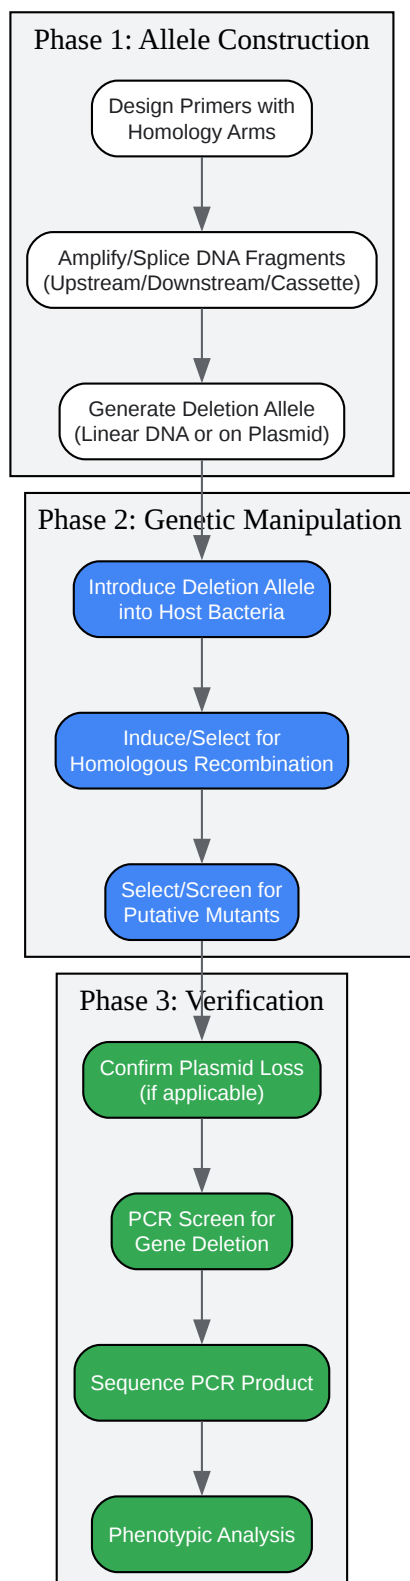 Phase 1: Allele Construction
Design Primers with
Homology Arms
Amplify/Splice DNA Fragments
(Upstream/Downstream/Cassette)
Generate Deletion Allele
(Linear DNA or on Plasmid)
Phase 2: Genetic Manipulation
Introduce Deletion Allele
into Host Bacteria
Induce/Select for
Homologous Recombination
Select/Screen for
Putative Mutants
Phase 3: Verification
Confirm Plasmid Loss
(if applicable)
PCR Screen for
Gene Deletion
Sequence PCR Product
Phenotypic Analysis